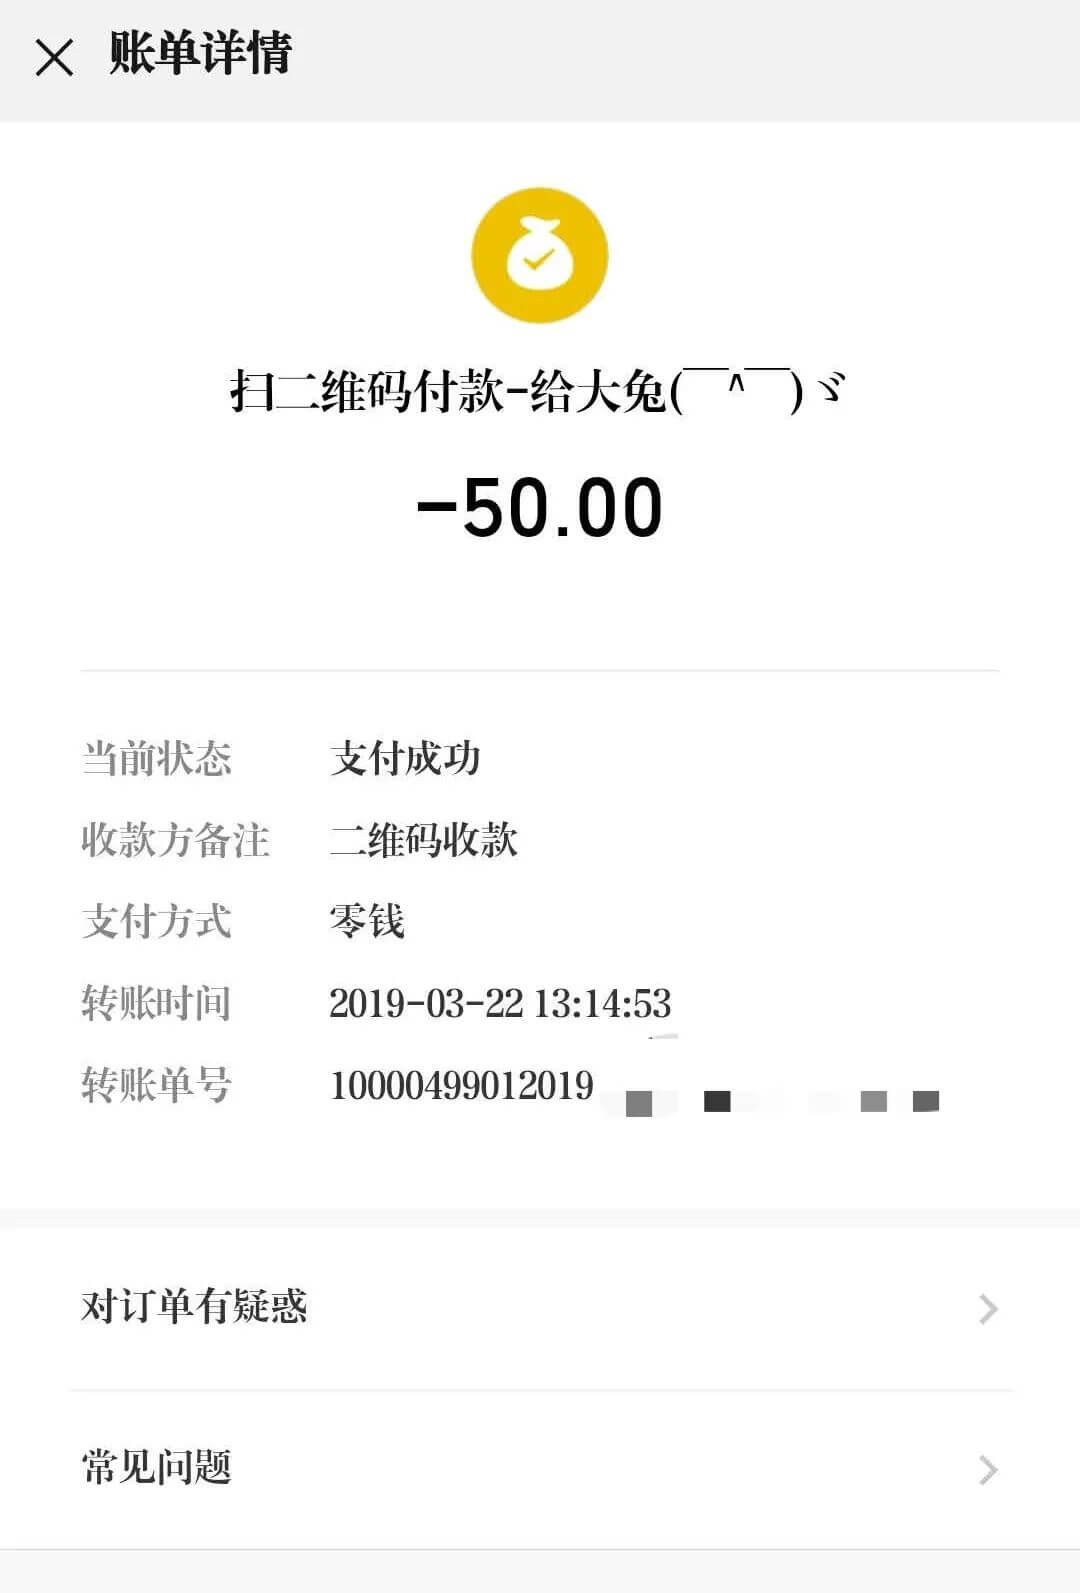 账单详情
扫二维码付款-给大兔(￣^￣)ゞ
-50.00
当前状态 支付成功
收款方备注 二维码收款
支付方式 零钱
转账时间 2019-03-22 13:14:53
转账单号 10000499012019
对订单有疑惑
常见问题